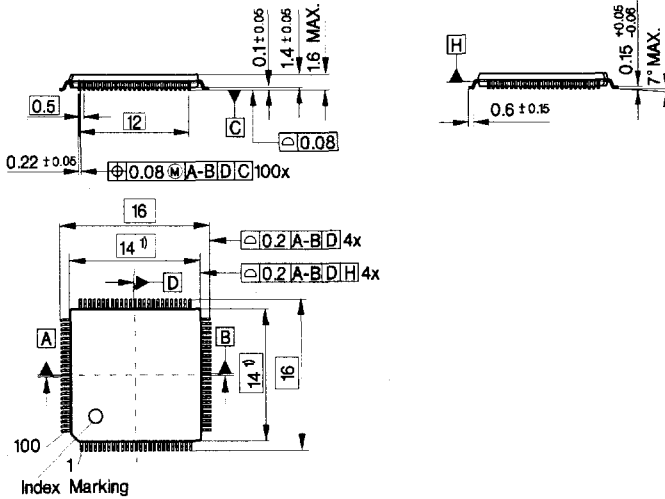 0.1 ± 0.05
1.4 ± 0.05
1.6 MAX.
H
0.15 +0.05 -0.06
7° MAX.
0.5
12
C
0.08
0.6 ± 0.15
0.22 ± 0.05
0.08 Ⓜ A-B D C 100x
16
0.2 A-B D 4x
14 1)
0.2 A-B D H 4x
D
A
B
14 1)
16
100
1
Index Marking